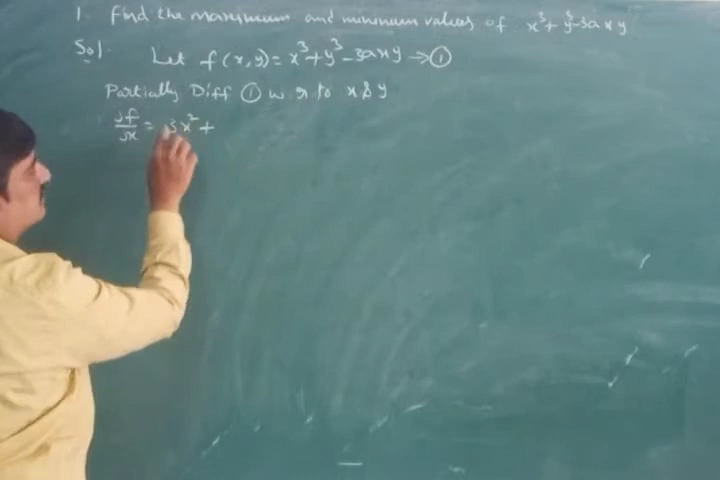 1. Find the maximum and minimum values of x³+y³-3axy
Sol. Let f(x,y)=x³+y³-3axy→①
Partially Diff ① w r to x & y
∂f/∂x = 3x²+